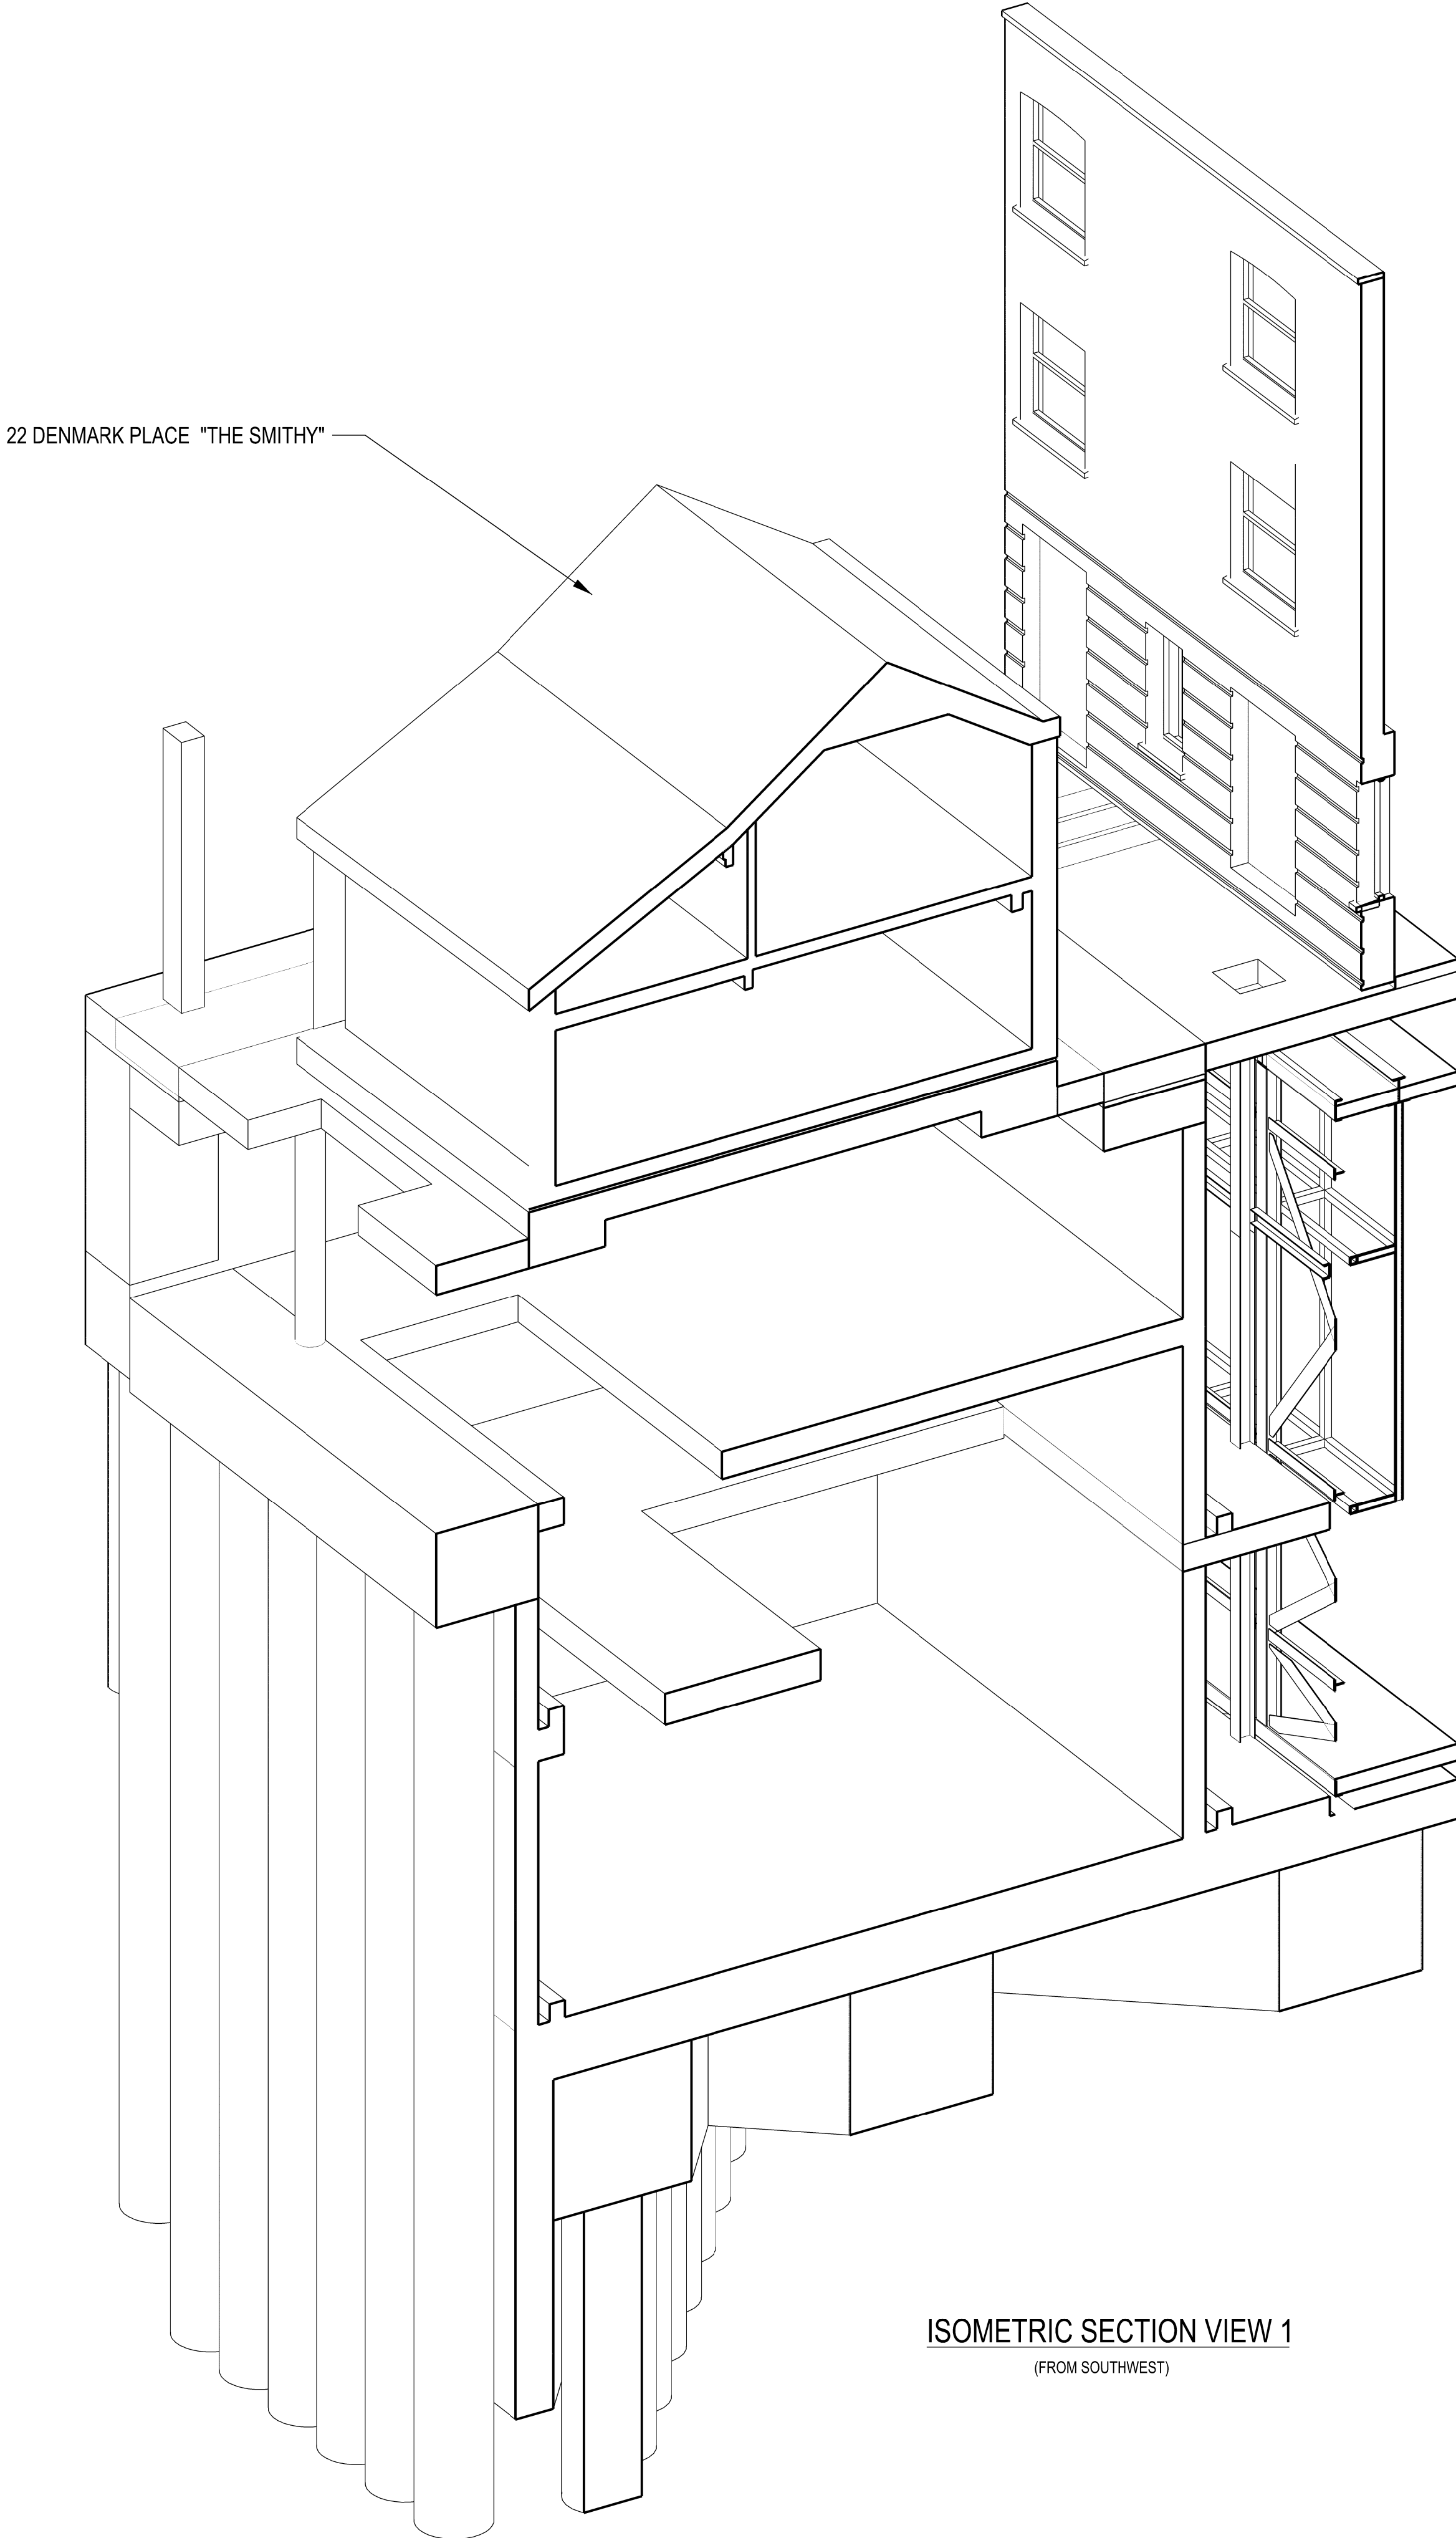 22 DENMARK PLACE "THE SMITHY"
ISOMETRIC SECTION VIEW 1
(FROM SOUTHWEST)